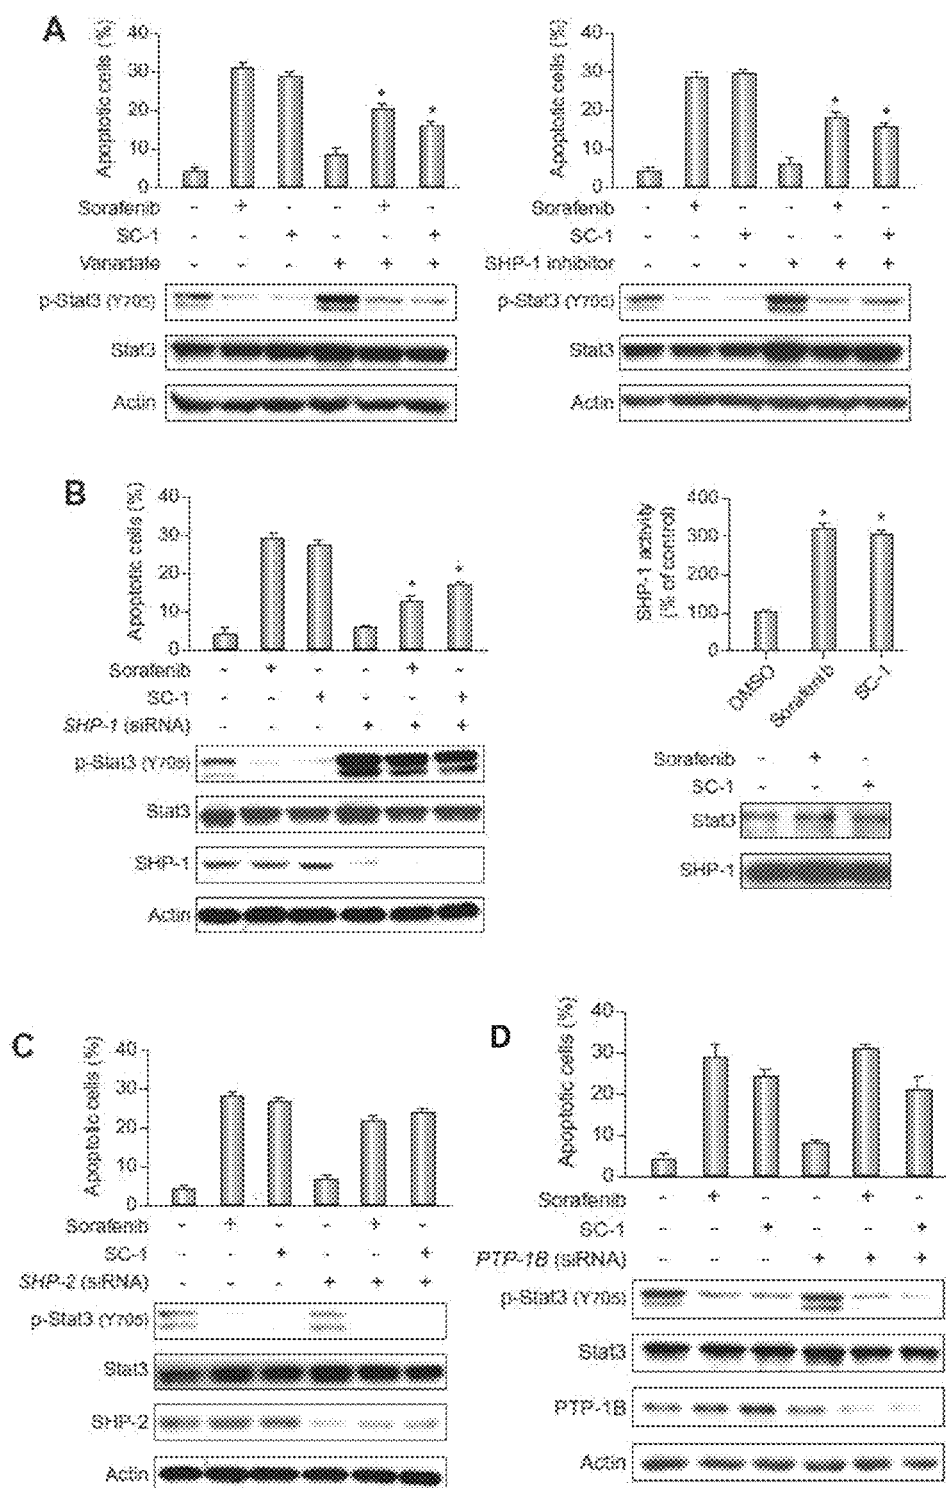 A
Apoptotic cells (%)
40
30
20
10
0
* *
Sorafenib - + - - + -
SC-1 - - + - - +
Vanadate - - - + + +
p-Stat3 (Y705)
Stat3
Actin
Apoptotic cells (%)
40
30
20
10
0
* *
Sorafenib - + - - + -
SC-1 - - + - - +
SHP-1 inhibitor - - - + + +
p-Stat3 (Y705)
Stat3
Actin
B
Apoptotic cells (%)
40
30
20
10
0
* *
Sorafenib - + - - + -
SC-1 - - + - - +
SHP-1 (siRNA) - - - + + +
p-Stat3 (Y705)
Stat3
SHP-1
Actin
SHP-1 activity
(% of control)
400
300
200
100
0
* *
DMSO
Sorafenib
SC-1
Sorafenib - + -
SC-1 - - +
Stat3
SHP-1
C
Apoptotic cells (%)
40
30
20
10
0
Sorafenib - + - - + -
SC-1 - - + - - +
SHP-2 (siRNA) - - - + + +
p-Stat3 (Y705)
Stat3
SHP-2
Actin
D
Apoptotic cells (%)
40
30
20
10
0
Sorafenib - + - - + -
SC-1 - - + - - +
PTP-1B (siRNA) - - - + + +
p-Stat3 (Y705)
Stat3
PTP-1B
Actin